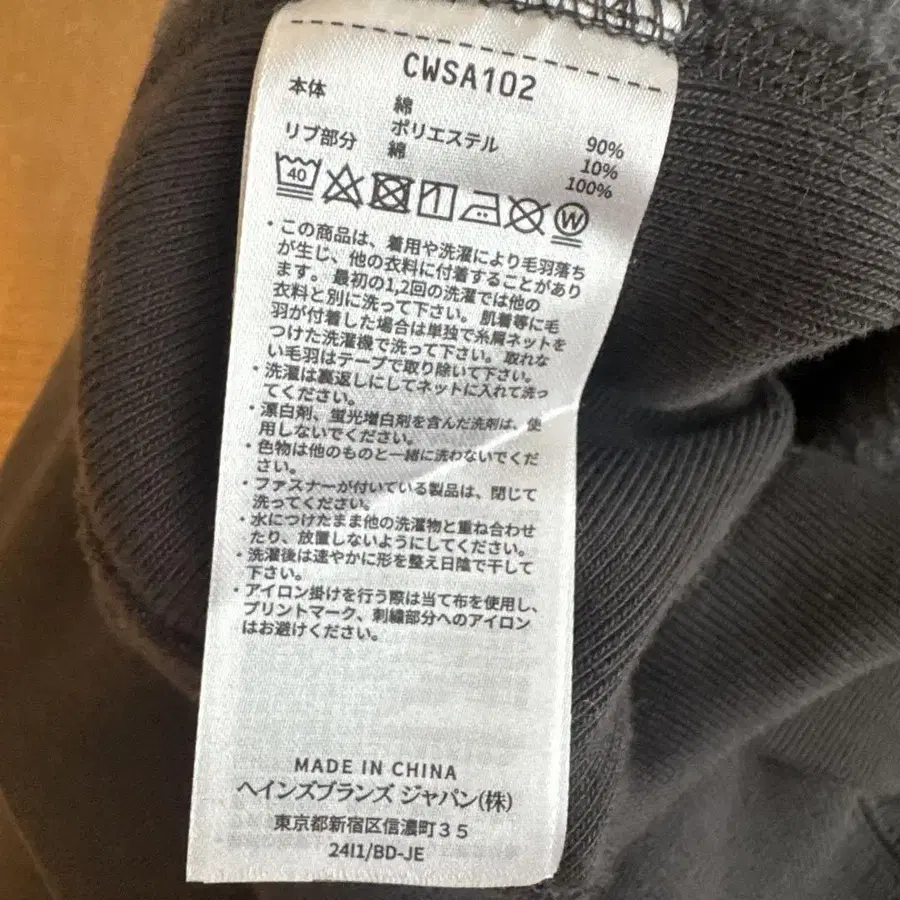 CWSA102
本体 綿 90%
ポリエステル 10%
リブ部分 綿 100%
40
W
・この商品は、着用や洗濯により毛羽落ち
が生じ、他の衣料に付着することがあり
ます。最初の1,2回の洗濯では他の
衣料と別に洗って下さい。肌着等に毛
羽が付着した場合は単独で糸屑ネットを
つけた洗濯機で洗って下さい。取れな
い毛羽はテープで取り除いて下さい。
・洗濯は裏返しにしてネットに入れて洗っ
てください。
・漂白剤、蛍光増白剤を含んだ洗剤は、使
用しないでください。
・色物は他のものと一緒に洗わないでくだ
さい。
・ファスナーが付いている製品は、閉じて
洗ってください。
・水につけたまま他の洗濯物と重ね合わせ
たり、放置しないようにしてください。
・洗濯後は速やかに形を整え日陰で干して
下さい。
・アイロン掛けを行う際は当て布を使用し、
プリントマーク、刺繍部分へのアイロン
はお避けください。
MADE IN CHINA
ヘインズブランズ ジャパン(株)
東京都新宿区信濃町35
24I1/BD-JE